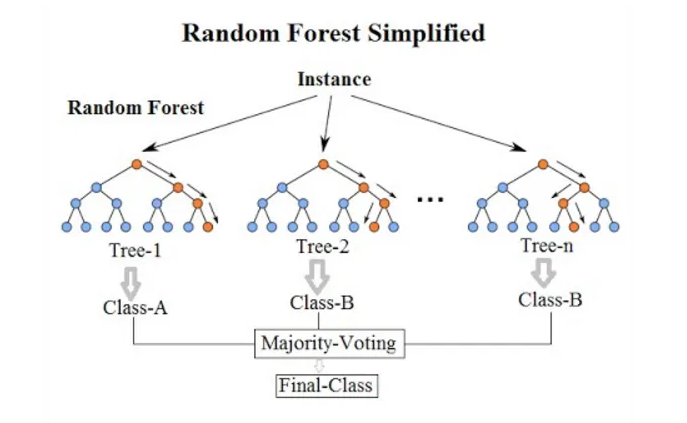 Random Forest Simplified
Instance
Random Forest
...
Tree-1
Tree-2
Tree-n
Class-A
Class-B
Class-B
Majority-Voting
Final-Class